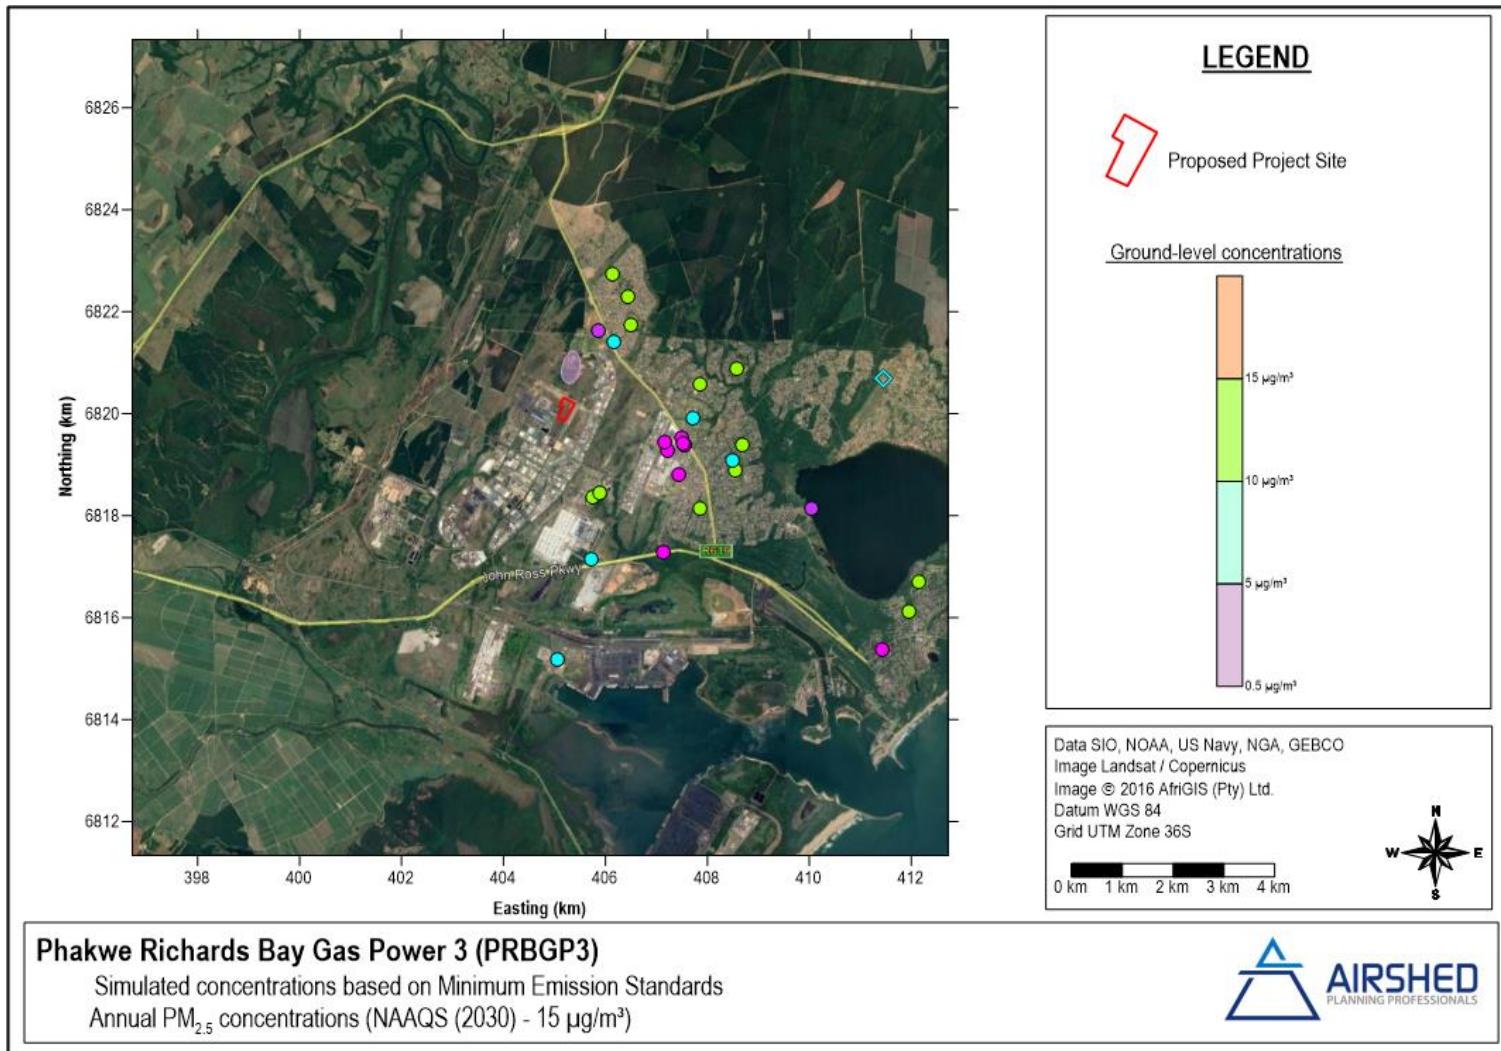 LEGEND
Proposed Project Site
Ground-level concentrations
15 µg/m³
10 µg/m³
5 µg/m³
0.5 µg/m³
6826
6824
6822
6820
6818
6816
6814
6812
Northing (km)
John Ross Pkwy
398 400 402 404 406 408 410 412
Easting (km)
Data SIO, NOAA, US Navy, NGA, GEBCO
Image Landsat / Copernicus
Image © 2016 AfriGIS (Pty) Ltd.
Datum WGS 84
Grid UTM Zone 36S
0 km 1 km 2 km 3 km 4 km
N
W E
S
Phakwe Richards Bay Gas Power 3 (PRBGP3)
Simulated concentrations based on Minimum Emission Standards
Annual PM2.5 concentrations (NAAQS (2030) - 15 µg/m³)
AIRSHED
PLANNING PROFESSIONALS